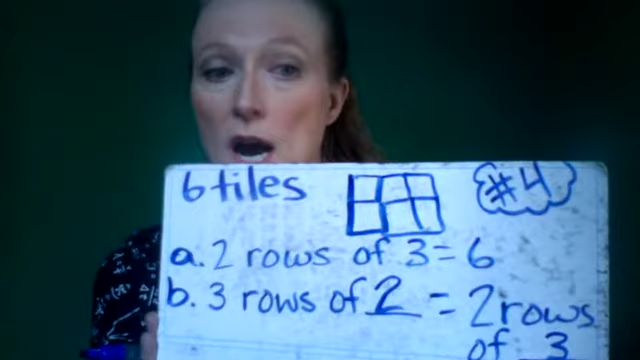 6 tiles
#4
a. 2 rows of 3 = 6
b. 3 rows of 2 = 2 rows
of 3